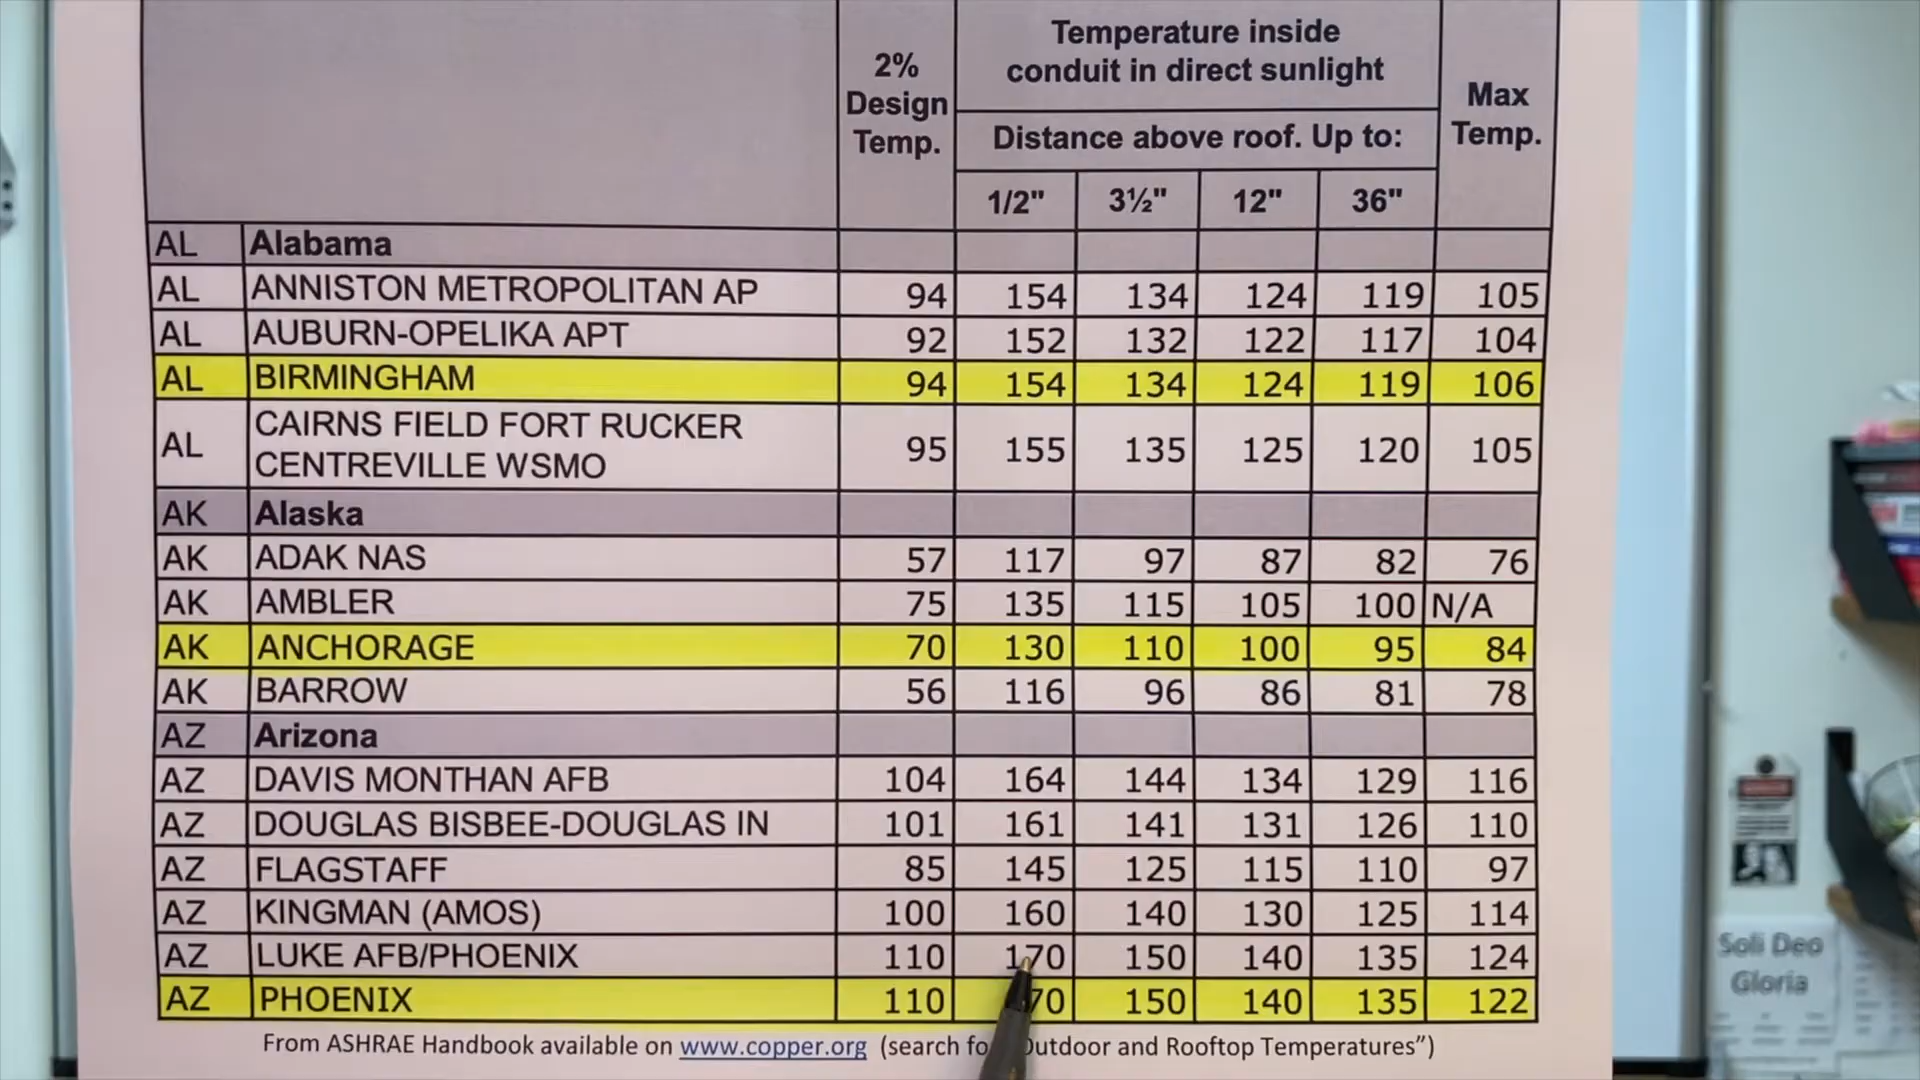 2% Design Temp.
Temperature inside conduit in direct sunlight
Max Temp.
Distance above roof. Up to:
1/2" 3½" 12" 36"
AL Alabama
AL ANNISTON METROPOLITAN AP 94 154 134 124 119 105
AL AUBURN-OPELIKA APT 92 152 132 122 117 104
AL BIRMINGHAM 94 154 134 124 119 106
AL CAIRNS FIELD FORT RUCKER CENTREVILLE WSMO 95 155 135 125 120 105
AK Alaska
AK ADAK NAS 57 117 97 87 82 76
AK AMBLER 75 135 115 105 100 N/A
AK ANCHORAGE 70 130 110 100 95 84
AK BARROW 56 116 96 86 81 78
AZ Arizona
AZ DAVIS MONTHAN AFB 104 164 144 134 129 116
AZ DOUGLAS BISBEE-DOUGLAS IN 101 161 141 131 126 110
AZ FLAGSTAFF 85 145 125 115 110 97
AZ KINGMAN (AMOS) 100 160 140 130 125 114
AZ LUKE AFB/PHOENIX 110 170 150 140 135 124
AZ PHOENIX 110 70 150 140 135 122
From ASHRAE Handbook available on www.copper.org (search fo utdoor and Rooftop Temperatures”)
Soli Deo
Gloria